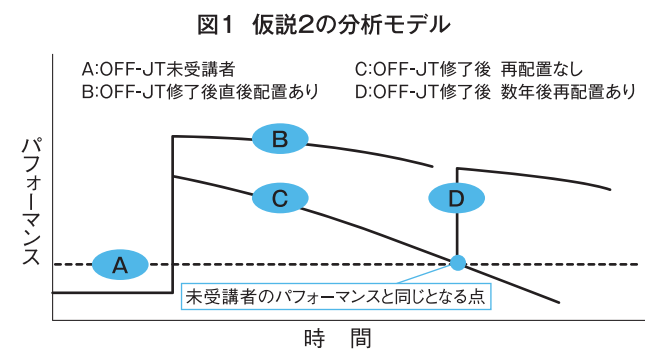 図1 仮説2の分析モデル
A:OFF-JT未受講者
B:OFF-JT修了後直後配置あり
C:OFF-JT修了後 再配置なし
D:OFF-JT修了後 数年後再配置あり
パフォーマンス
B
C
D
A
未受講者のパフォーマンスと同じとなる点
時 間